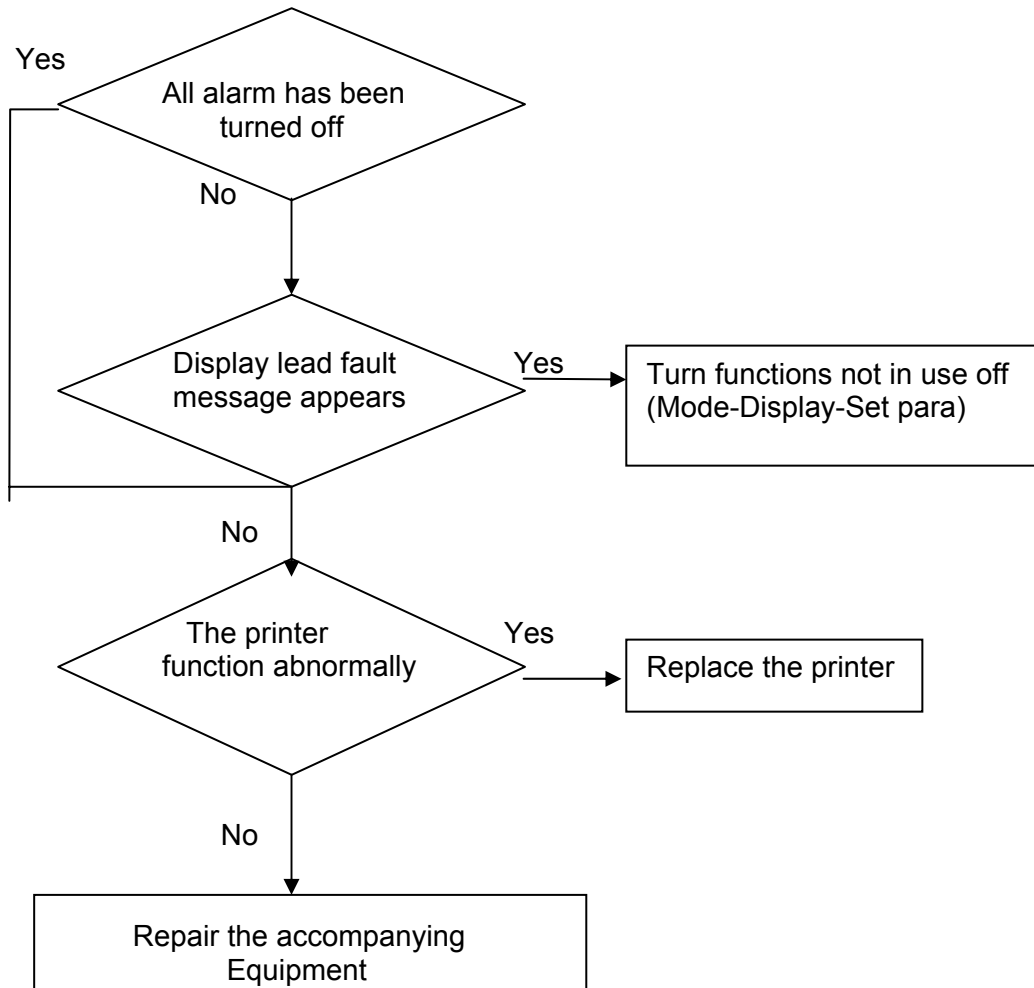 Yes
All alarm has been
turned off
No
Display lead fault
message appears
Yes
Turn functions not in use off
(Mode-Display-Set para)
No
The printer
function abnormally
Yes
Replace the printer
No
Repair the accompanying
Equipment